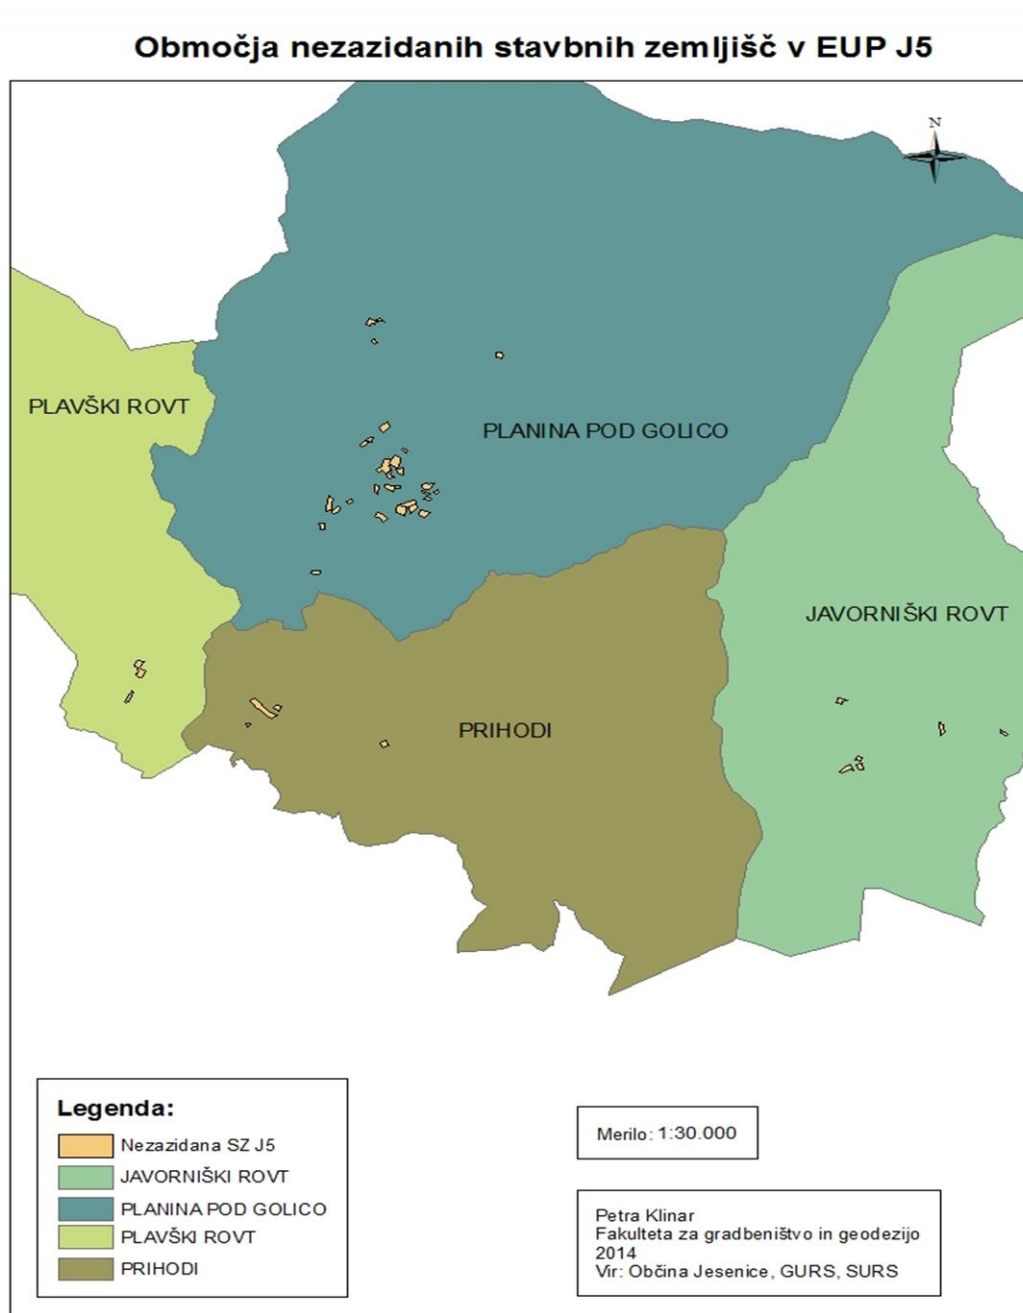 Območja nezazidanih stavbnih zemljišč v EUP J5
N
PLAVŠKI ROVT
PLANINA POD GOLICO
JAVORNIŠKI ROVT
PRIHODI
Legenda:
Nezazidana SZ J5
JAVORNIŠKI ROVT
PLANINA POD GOLICO
PLAVŠKI ROVT
PRIHODI
Merilo: 1:30.000
Petra Klinar
Fakulteta za gradbeništvo in geodezijo
2014
Vir: Občina Jesenice, GURS, SURS